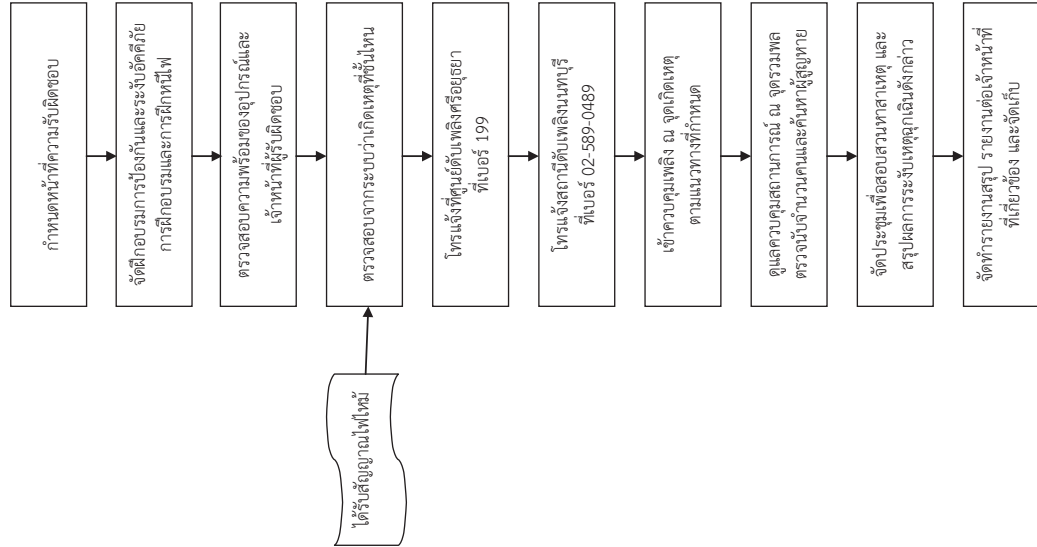 กำหนดหน้าที่ความรับผิดชอบ
จัดฝึกอบรมการป้องกันและระงับอัคคีภัย
การฝึกอบรมและการฝึกหนีไฟ
ตรวจสอบความพร้อมของอุปกรณ์และ
เจ้าหน้าที่ผู้รับผิดชอบ
ได้รับสัญญาณไฟไหม้
ตรวจสอบจากระบบว่าเกิดเหตุที่ชั้นไหน
โทรแจ้งที่ศูนย์ดับเพลิงศรีอยุธยา
ที่เบอร์ 199
โทรแจ้งสถานีดับเพลิงนนทบุรี
ที่เบอร์ 02-589-0489
เข้าควบคุมเพลิง ณ จุดเกิดเหตุ
ตามแนวทางที่กำหนด
ดูแลควบคุมสถานการณ์ ณ จุดรวมพล
ตรวจนับจำนวนคนและค้นหาผู้สูญหาย
จัดประชุมเพื่อสอบสวนหาสาเหตุ และ
สรุปผลการระงับเหตุฉุกเฉินดังกล่าว
จัดทำรายงานสรุป รายงานต่อเจ้าหน้าที่
ที่เกี่ยวข้อง และจัดเก็บ